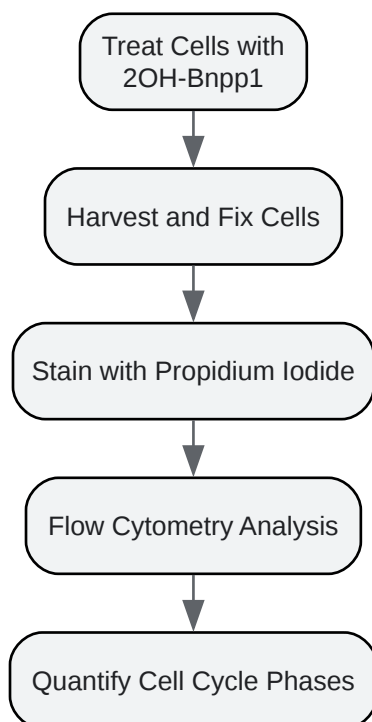 Treat Cells with
2OH-Bnpp1
Harvest and Fix Cells
Stain with Propidium Iodide
Flow Cytometry Analysis
Quantify Cell Cycle Phases